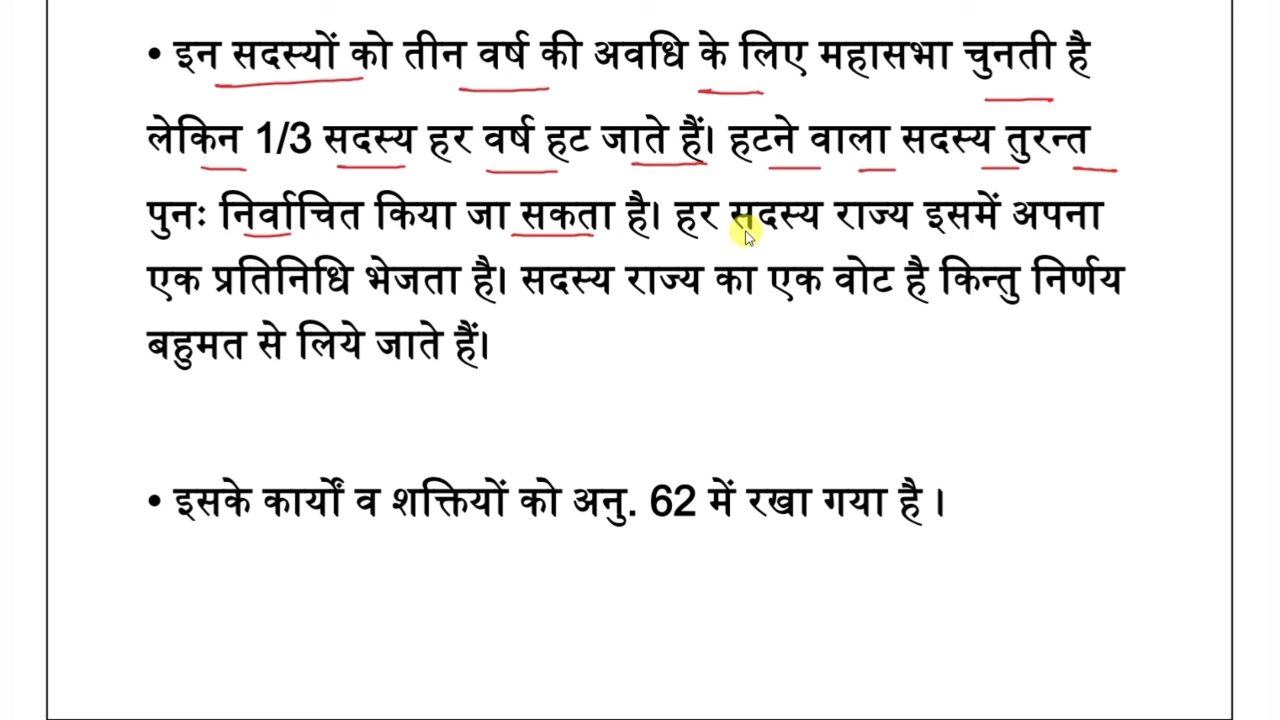 • इन सदस्यों को तीन वर्ष की अवधि के लिए महासभा चुनती है
लेकिन 1/3 सदस्य हर वर्ष हट जाते हैं। हटने वाला सदस्य तुरन्त
पुनः निर्वाचित किया जा सकता है। हर सदस्य राज्य इसमें अपना
एक प्रतिनिधि भेजता है। सदस्य राज्य का एक वोट है किन्तु निर्णय
बहुमत से लिये जाते हैं।
• इसके कार्यों व शक्तियों को अनु. 62 में रखा गया है ।